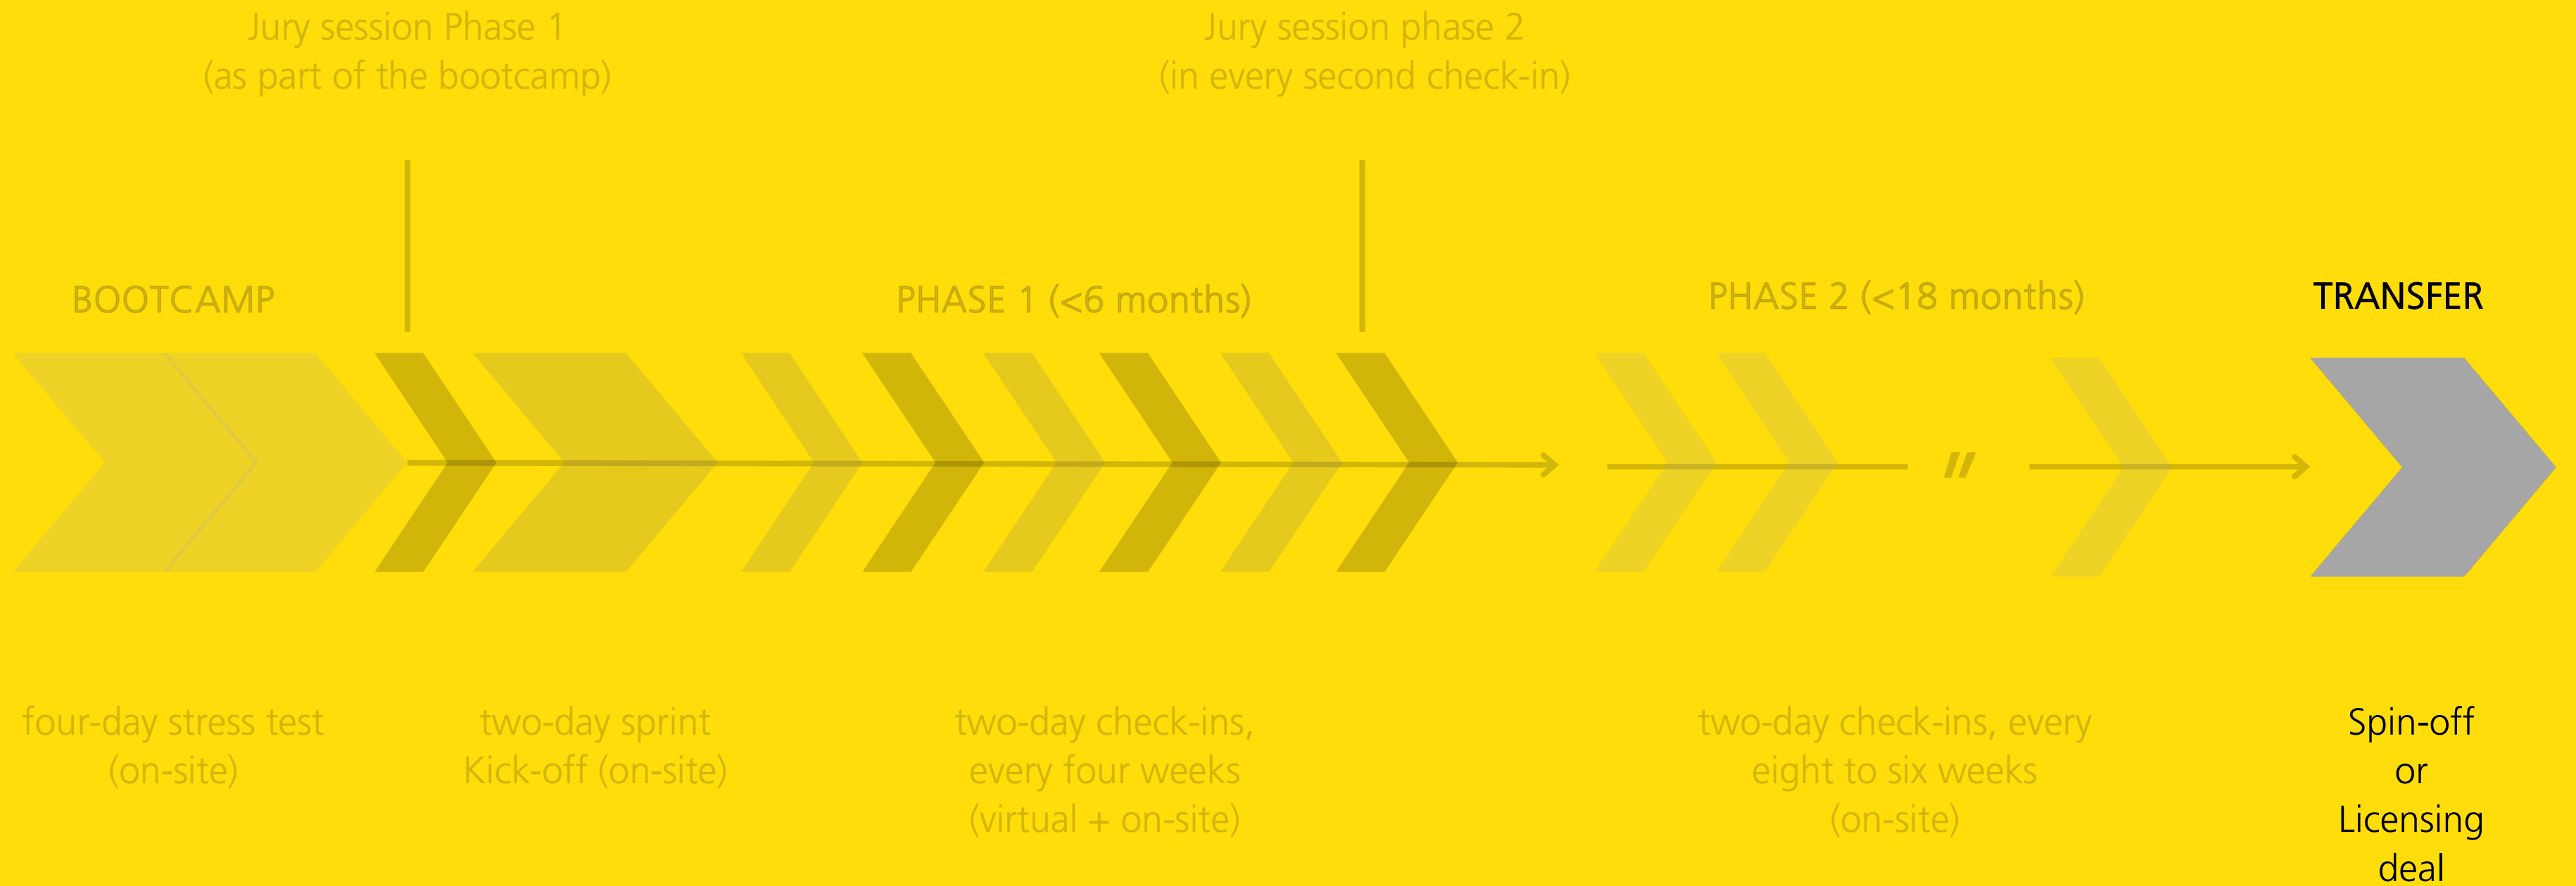 Jury session Phase 1
(as part of the bootcamp)
Jury session phase 2
(in every second check-in)
BOOTCAMP
PHASE 1 (<6 months)
PHASE 2 (<18 months)
TRANSFER
four-day stress test
(on-site)
two-day sprint
Kick-off (on-site)
two-day check-ins,
every four weeks
(virtual + on-site)
two-day check-ins, every
eight to six weeks
(on-site)
Spin-off
or
Licensing
deal